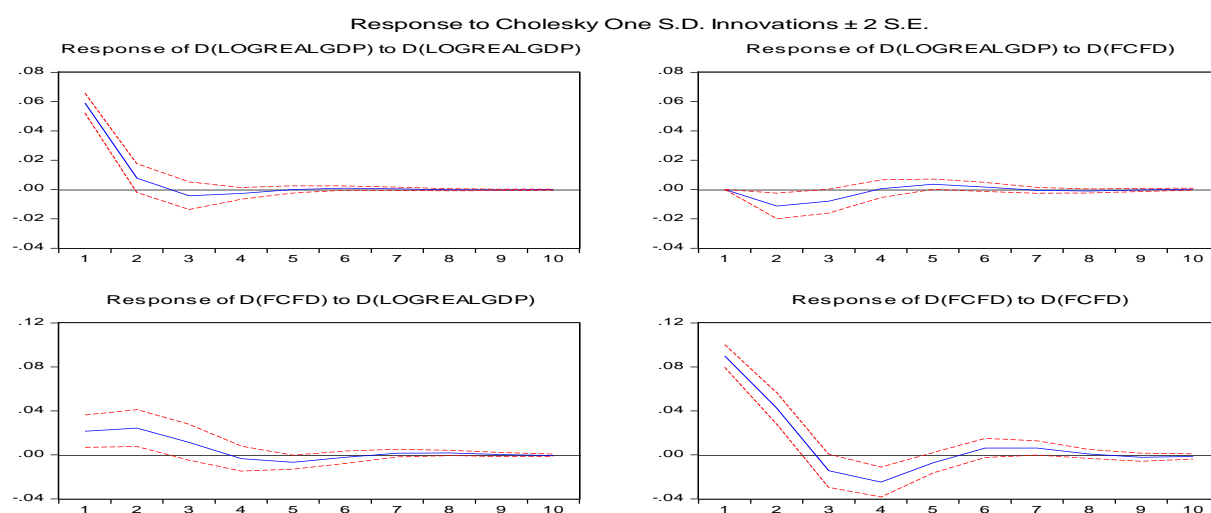 Response to Cholesky One S.D. Innovations ± 2 S.E.
Response of D(LOGREALGDP) to D(LOGREALGDP)
.08
.06
.04
.02
.00
-.02
-.04
1 2 3 4 5 6 7 8 9 10
Response of D(LOGREALGDP) to D(FCFD)
.08
.06
.04
.02
.00
-.02
-.04
1 2 3 4 5 6 7 8 9 10
Response of D(FCFD) to D(LOGREALGDP)
.12
.08
.04
.00
-.04
1 2 3 4 5 6 7 8 9 10
Response of D(FCFD) to D(FCFD)
.12
.08
.04
.00
-.04
1 2 3 4 5 6 7 8 9 10